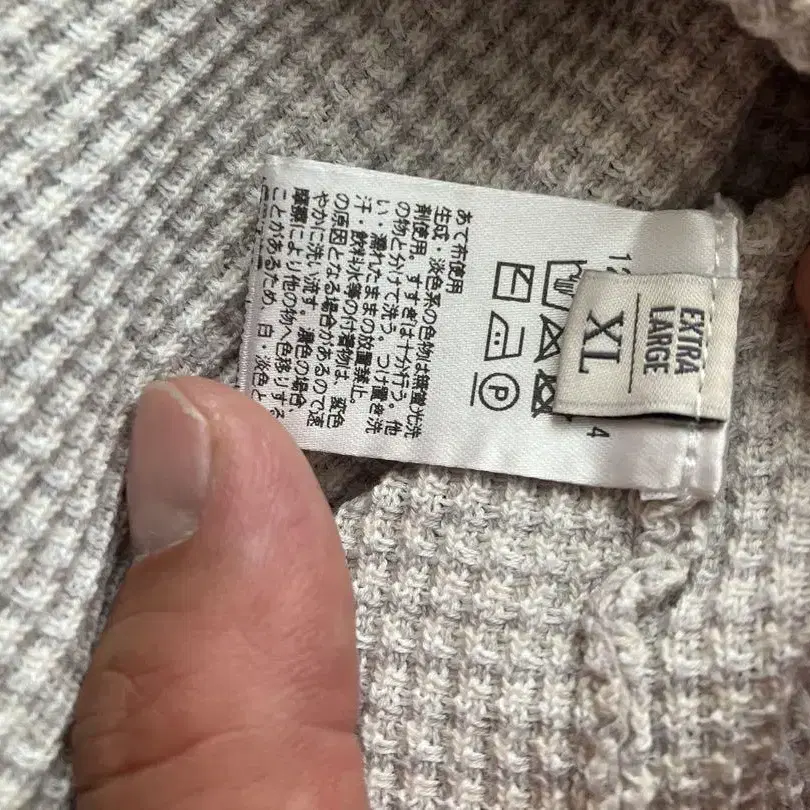 EXTRA
LARGE
XL
4
P
あて布使用
生成・淡色系の色物は無蛍光洗
剤使用。すすぎは十分行う。他
の物と分けて洗う。つけ置き洗
い・濡れたままの放置禁止。
汗・飲料水等の付着物は、変色
の原因となる場合があるので速
やかに洗い流す。濃色の場合、
摩擦により他の物へ色移りする
ことがあるため、白・淡色と